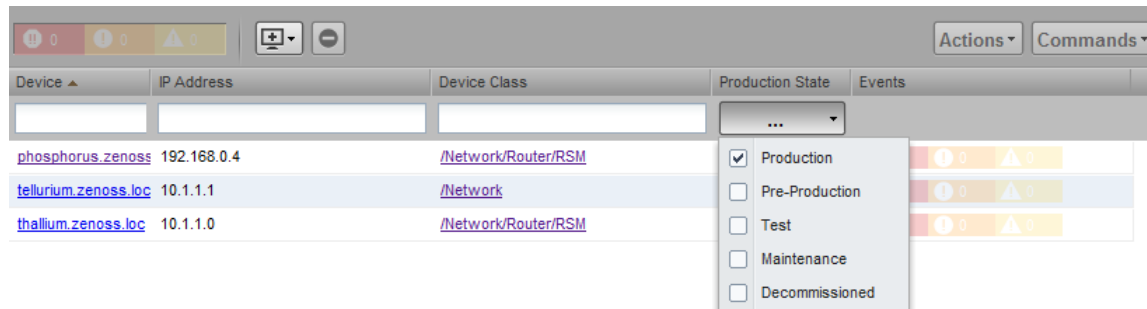 0 0 0 Actions Commands
Device IP Address Device Class Production State Events
...
phosphorus.zenoss 192.168.0.4 /Network/Router/RSM Production 0 0
tellurium.zenoss.loc 10.1.1.1 /Network Pre-Production 0 0
thallium.zenoss.loc 10.1.1.0 /Network/Router/RSM Test 0 0
Maintenance
Decommissioned